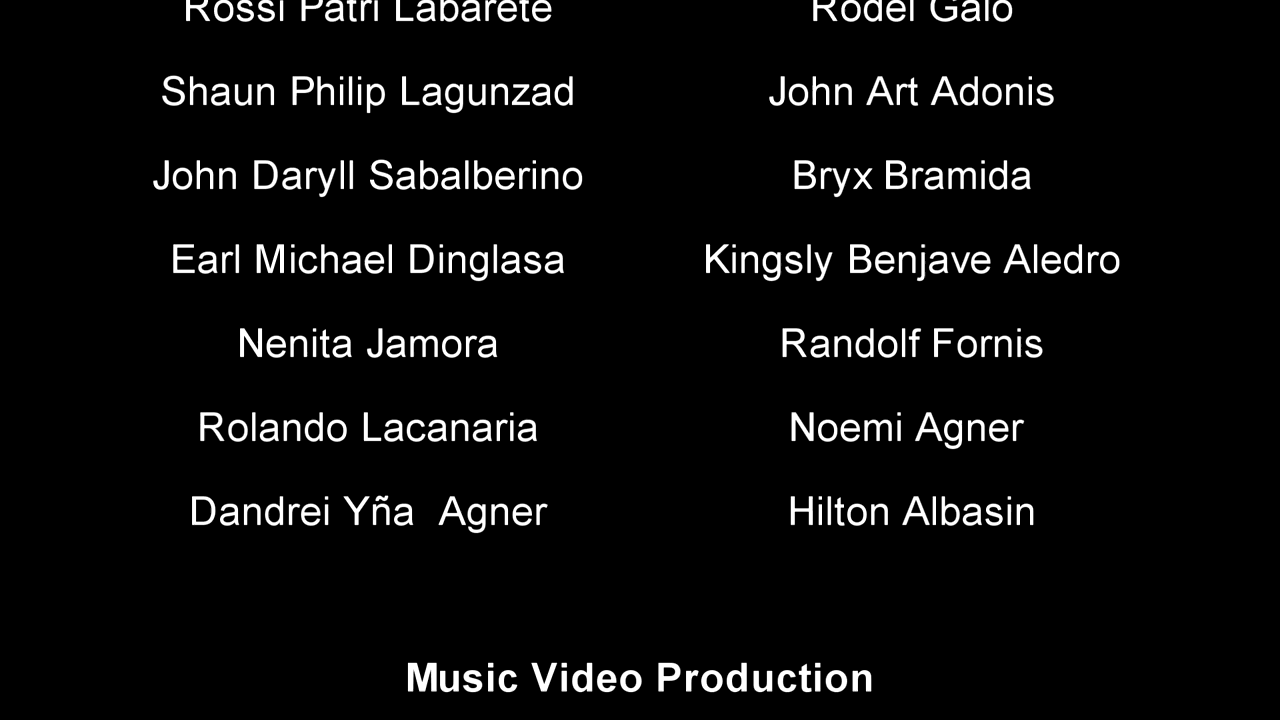 Rossi Patri Labarete Rodel Galo
Shaun Philip Lagunzad John Art Adonis
John Daryll Sabalberino Bryx Bramida
Earl Michael Dinglasa Kingsly Benjave Aledro
Nenita Jamora Randolf Fornis
Rolando Lacanaria Noemi Agner
Dandrei Yña Agner Hilton Albasin
Music Video Production